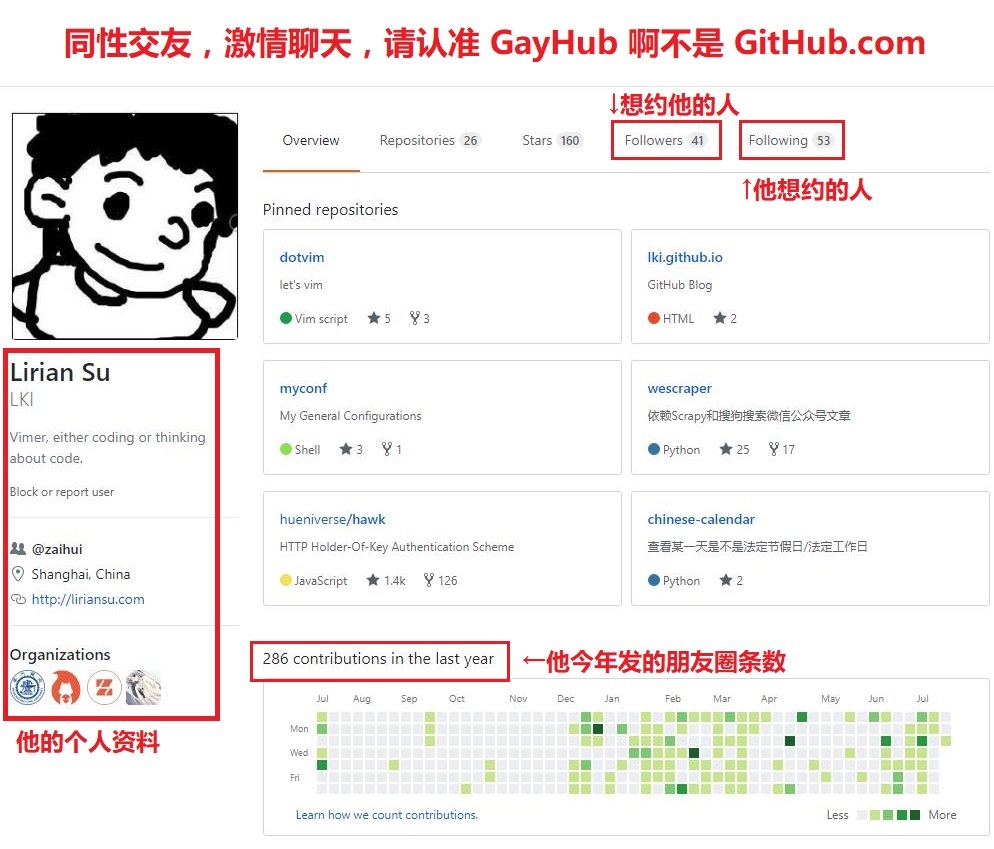 同性交友，激情聊天，请认准 GayHub 啊不是 GitHub.com
↓想约他的人
Overview Repositories 26 Stars 160 Followers 41 Following 53
↑他想约的人
Pinned repositories
dotvim
let's vim
Vim script 5 3
lki.github.io
GitHub Blog
HTML 2
myconf
My General Configurations
Shell 3 1
wescraper
依赖Scrapy和搜狗搜索微信公众号文章
Python 25 17
hueniverse/hawk
HTTP Holder-Of-Key Authentication Scheme
JavaScript 1.4k 126
chinese-calendar
查看某一天是不是法定节假日/法定工作日
Python 2
Lirian Su
LKI
Vimer, either coding or thinking
about code.
Block or report user
@zaihui
Shanghai, China
http://liriansu.com
Organizations
他的个人资料
286 contributions in the last year
←他今年发的朋友圈条数
Jul Aug Sep Oct Nov Dec Jan Feb Mar Apr May Jun Jul
Mon
Wed
Fri
Learn how we count contributions.
Less More